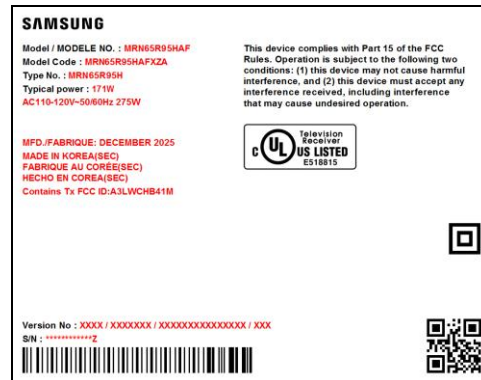 SAMSUNG
Model / MODELE NO. : MRN65R95HAF
Model Code : MRN65R95HAFXZA
Type No. : MRN65R95H
Typical power : 171W
AC110-120V~50/60Hz 275W
MFD./FABRIQUE: DECEMBER 2025
MADE IN KOREA(SEC)
FABRIQUE AU CORÉE(SEC)
HECHO EN COREA(SEC)
Contains Tx FCC ID:A3LWCHB41M
This device complies with Part 15 of the FCC
Rules. Operation is subject to the following two
conditions: (1) this device may not cause harmful
interference, and (2) this device must accept any
interference received, including interference
that may cause undesired operation.
Television
Receiver
C UL US LISTED
E518815
Version No : XXXX / XXXXXXX / XXXXXXXXXXXXXXX / XXX
S/N : ************Z